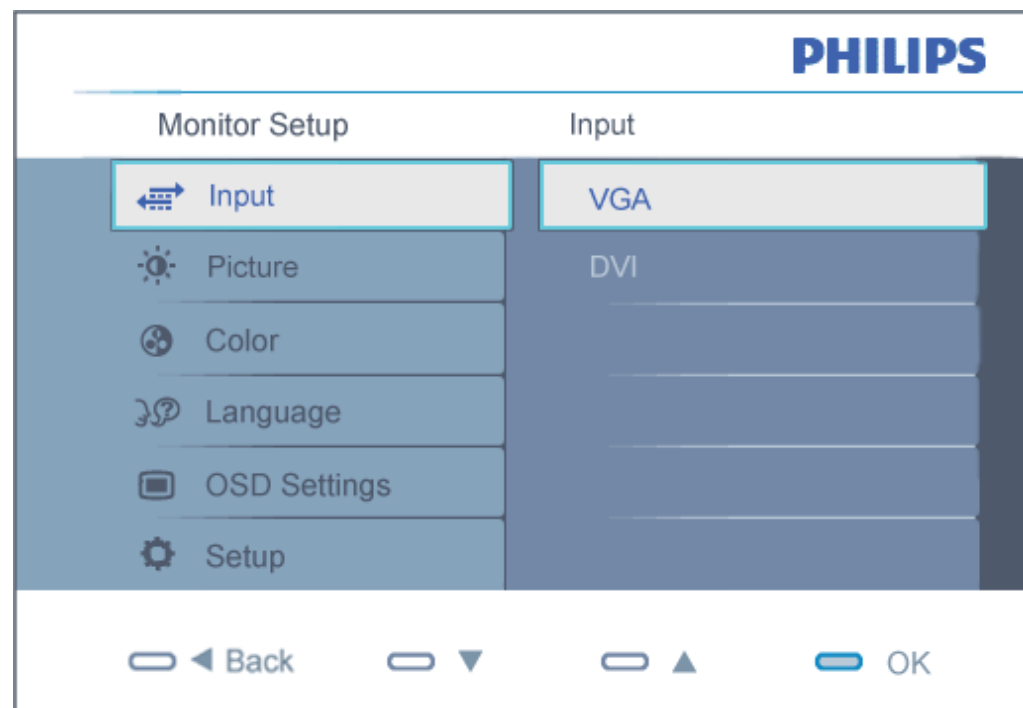 PHILIPS
Monitor Setup
Input
Input
VGA
Picture
DVI
Color
Language
OSD Settings
Setup
Back
OK